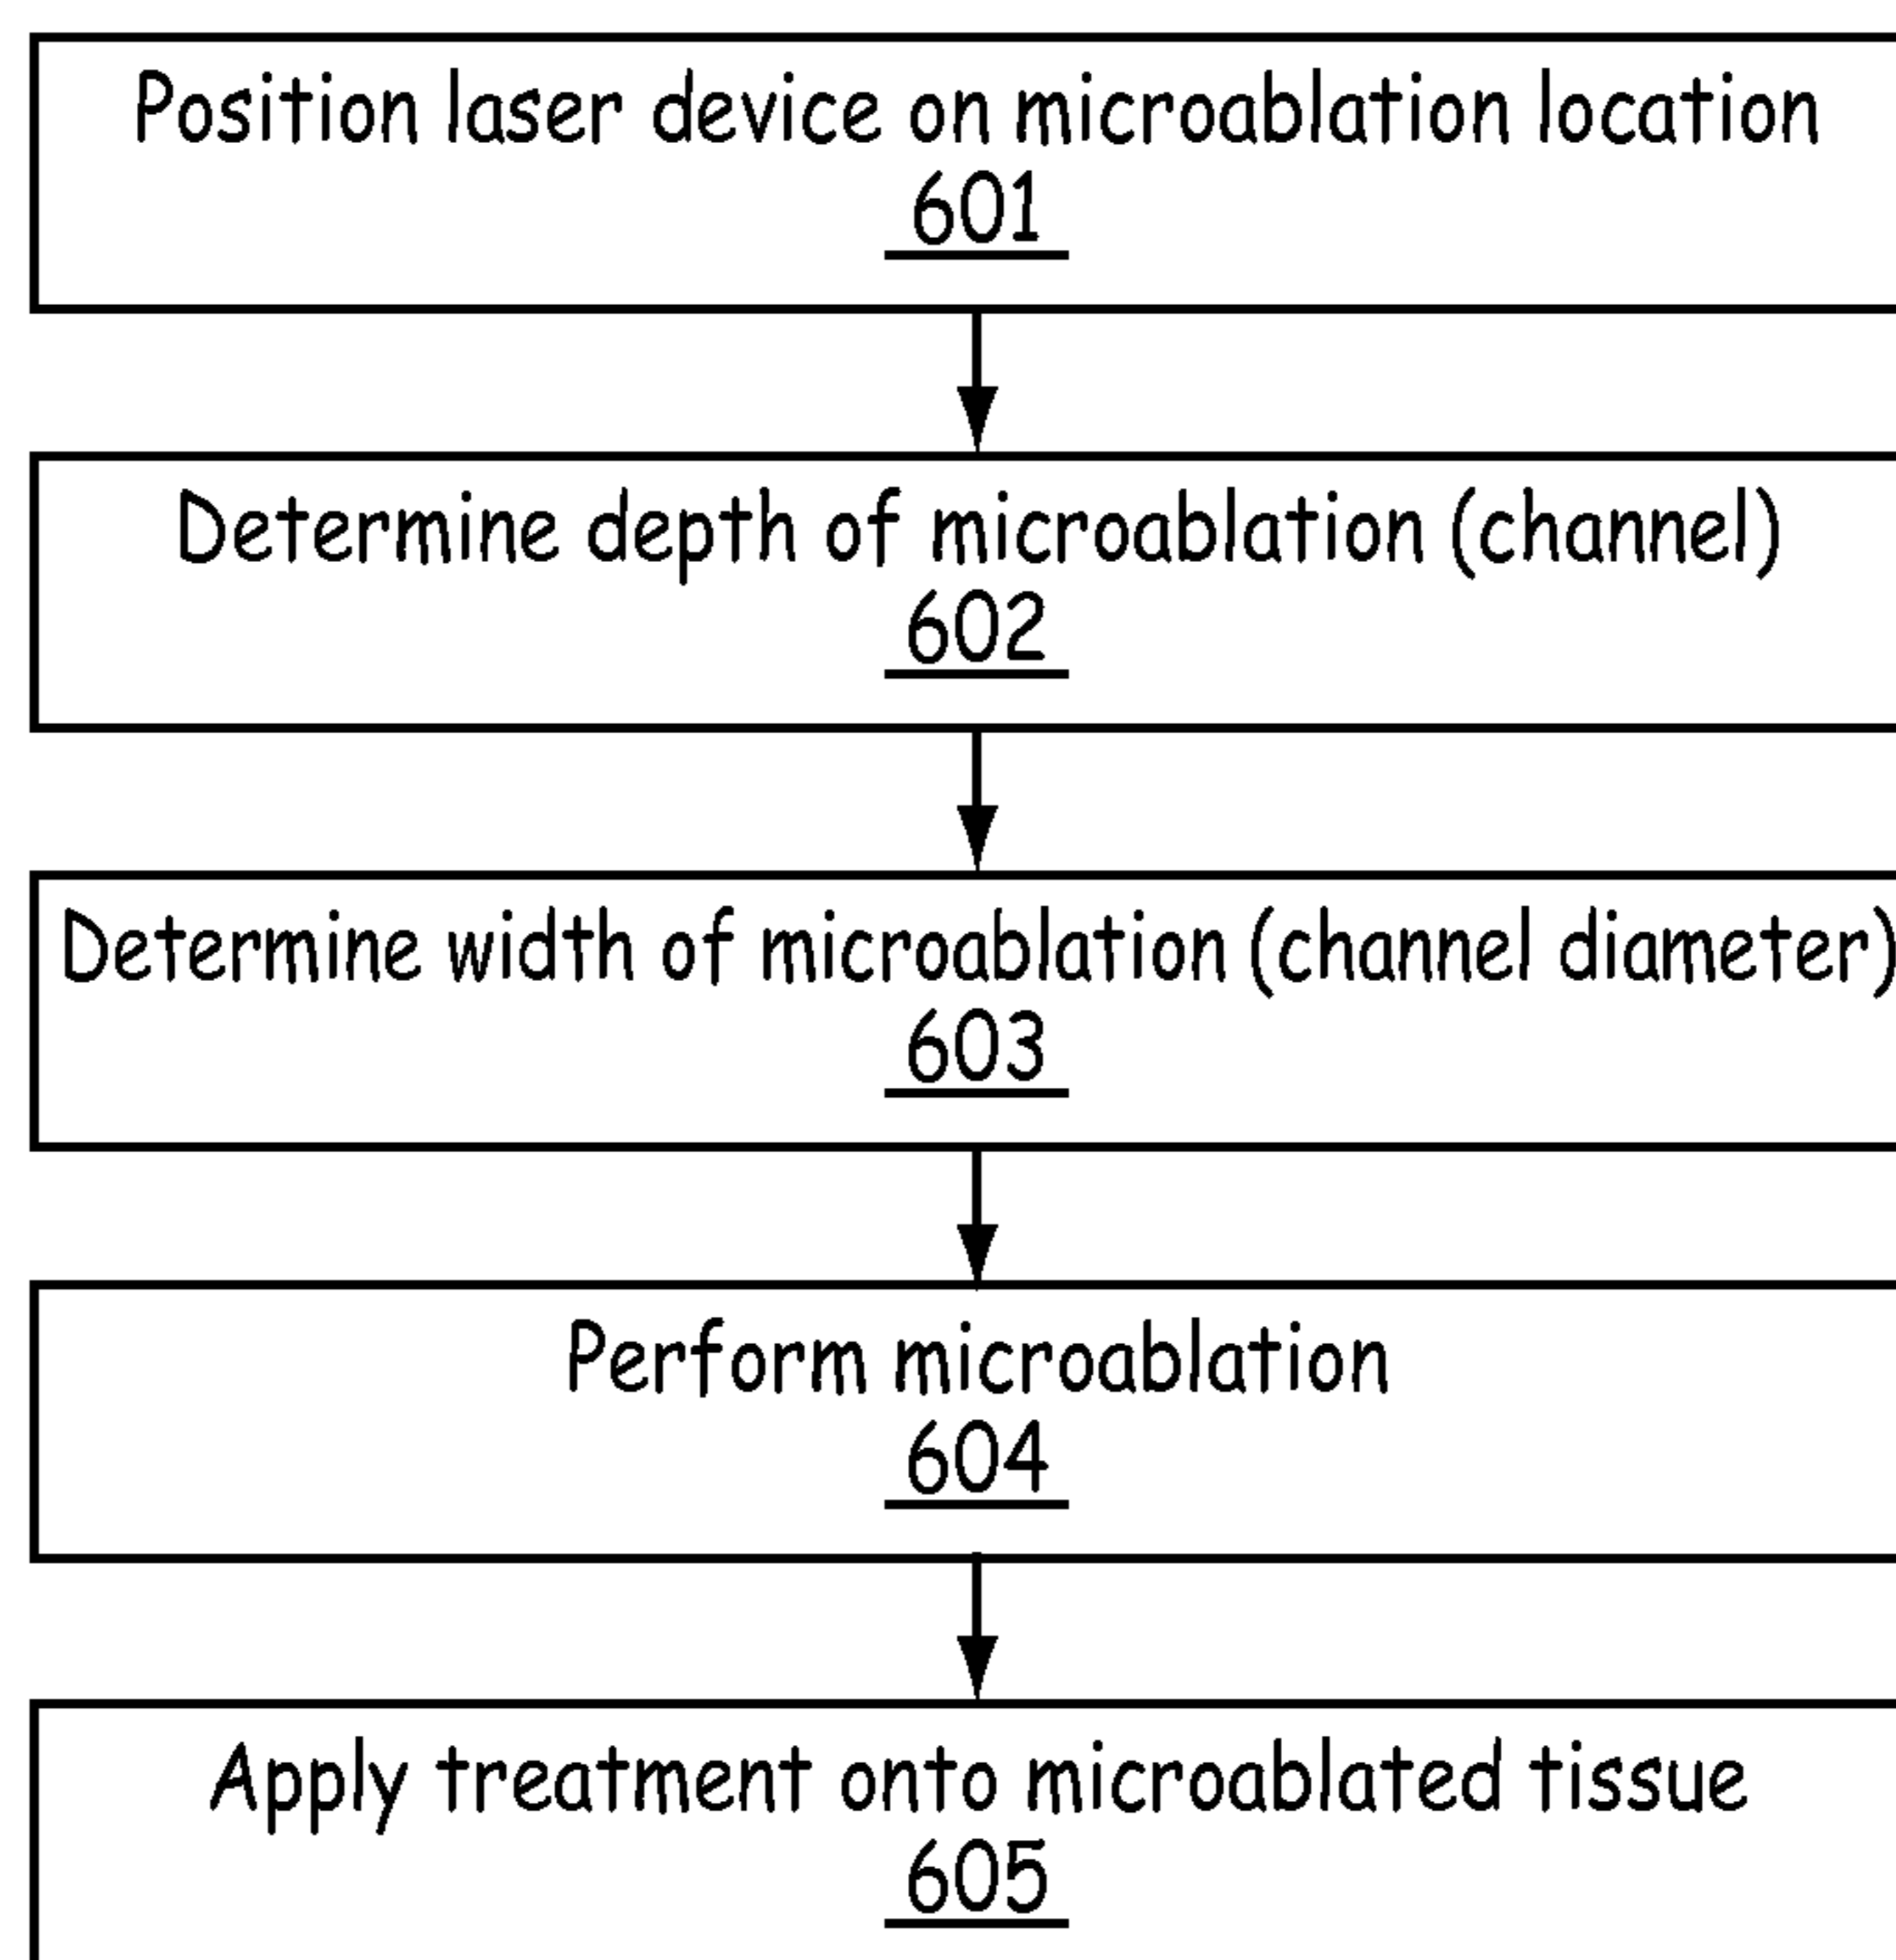 Position laser device on microablation location
601
Determine depth of microablation (channel)
602
Determine width of microablation (channel diameter)
603
Perform microablation
604
Apply treatment onto microablated tissue
605